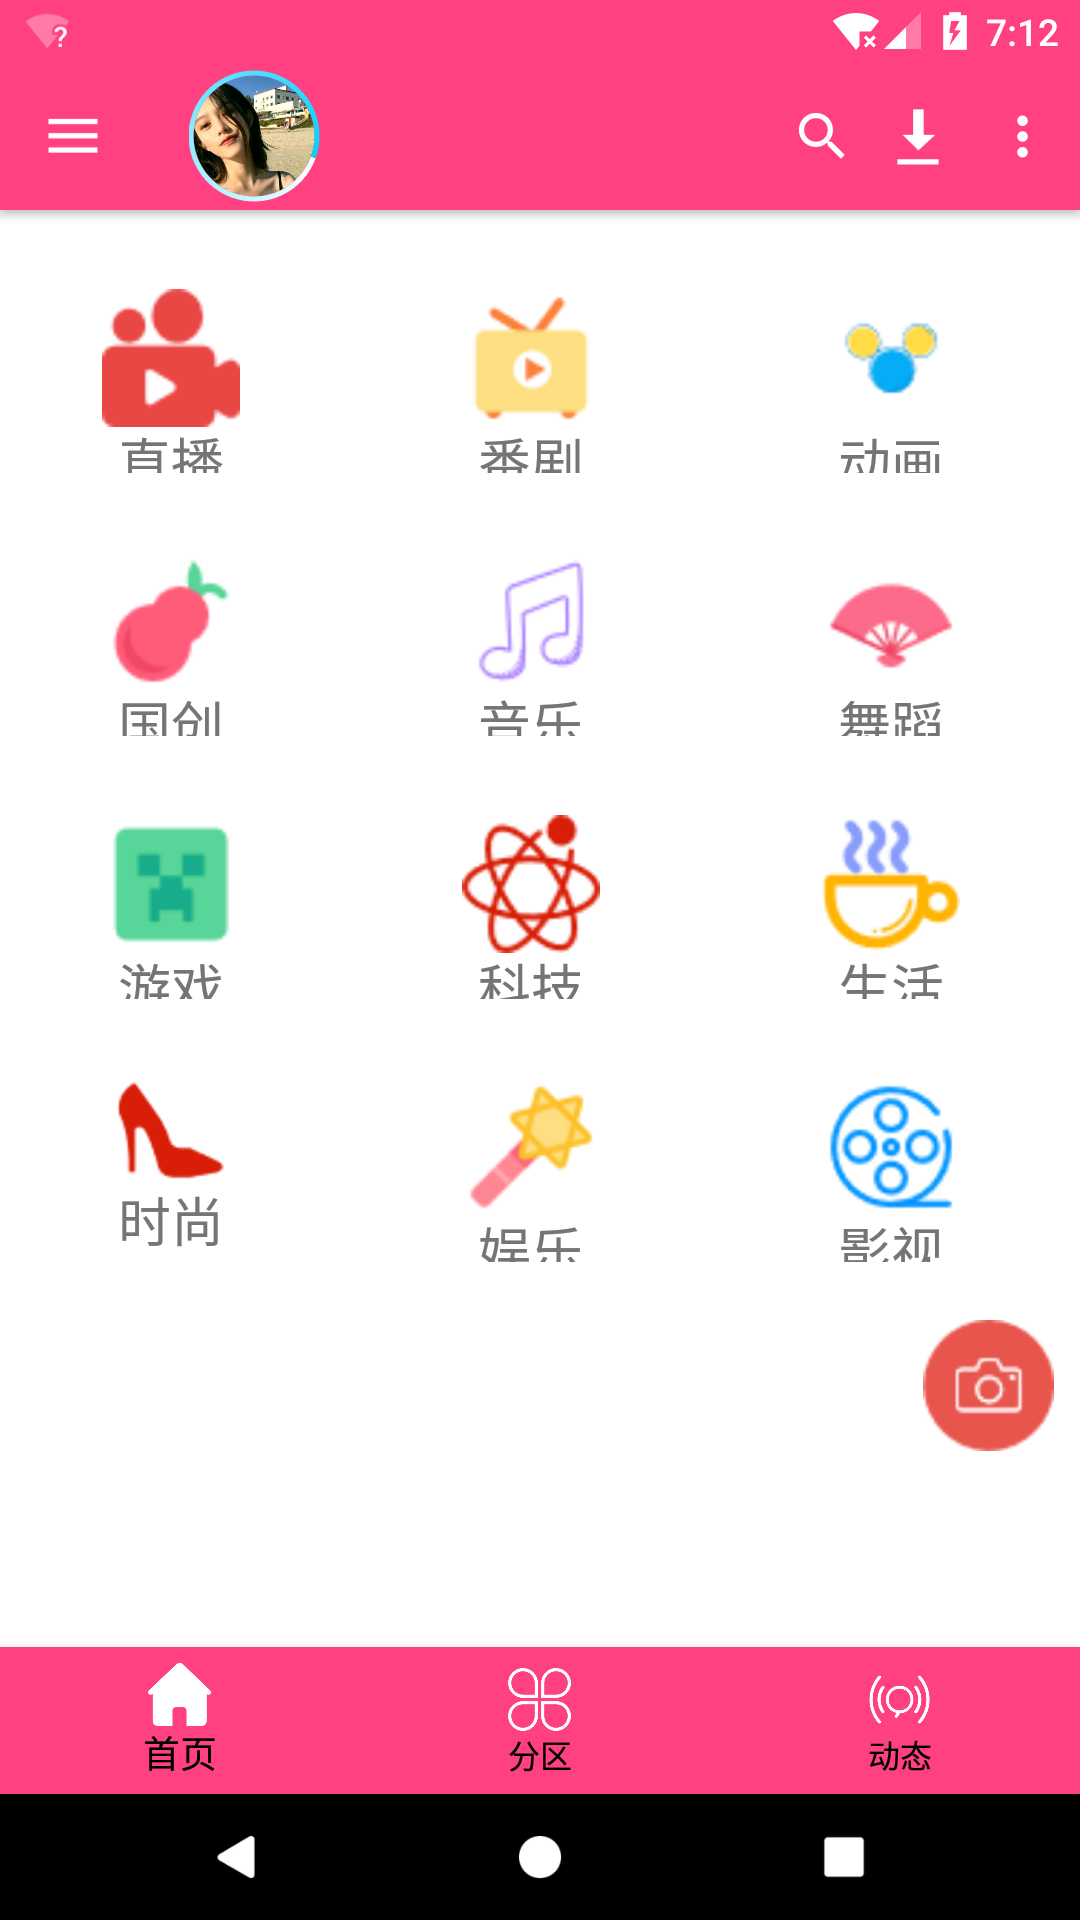 7:12
直播 番剧 动画
国创 音乐 舞蹈
游戏 科技 生活
时尚 娱乐 影视
首页 分区 动态